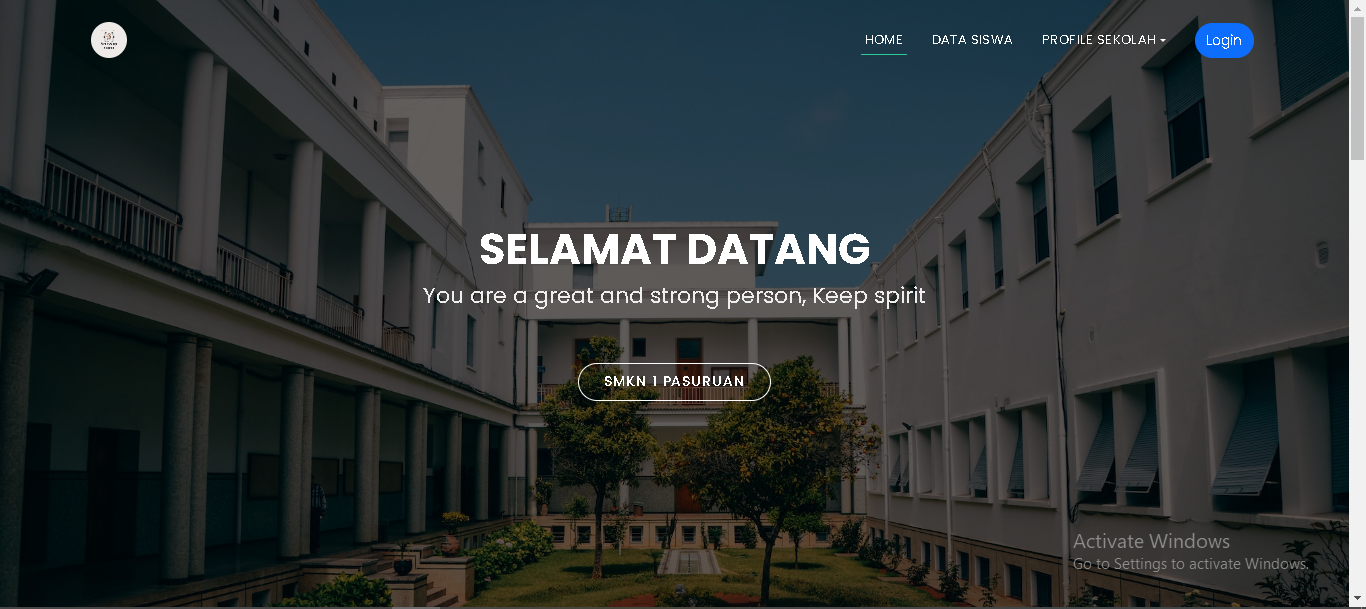 HOME
DATA SISWA
PROFILE SEKOLAH
Login
SELAMAT DATANG
You are a great and strong person, Keep spirit
SMKN 1 PASURUAN
Activate Windows
Go to Settings to activate Windows.